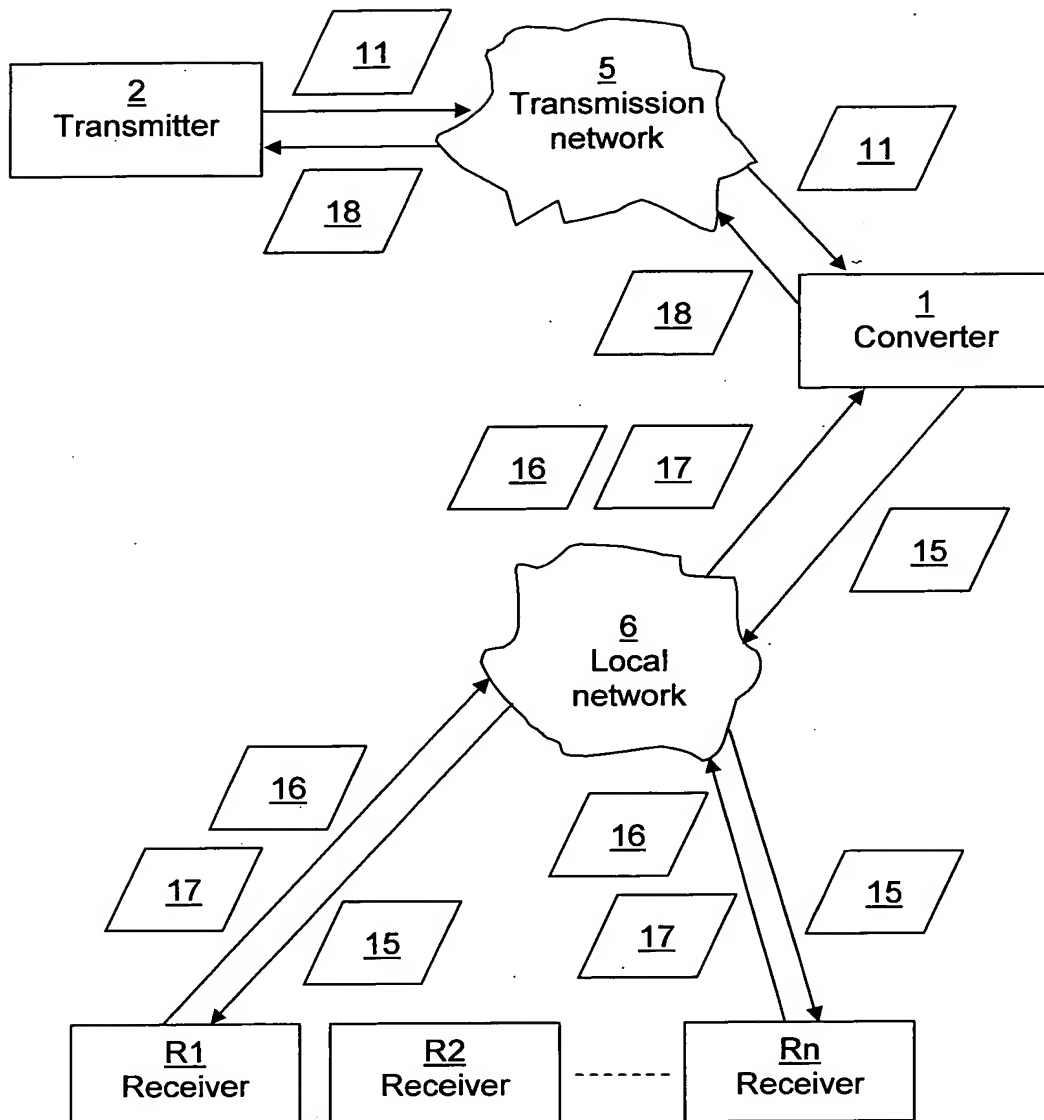 11
2
Transmitter
5
Transmission
network
11
18
18
1
Converter
16
17
15
6
Local
network
16
16
17
15
17
15
R1
Receiver
R2
Receiver
Rn
Receiver